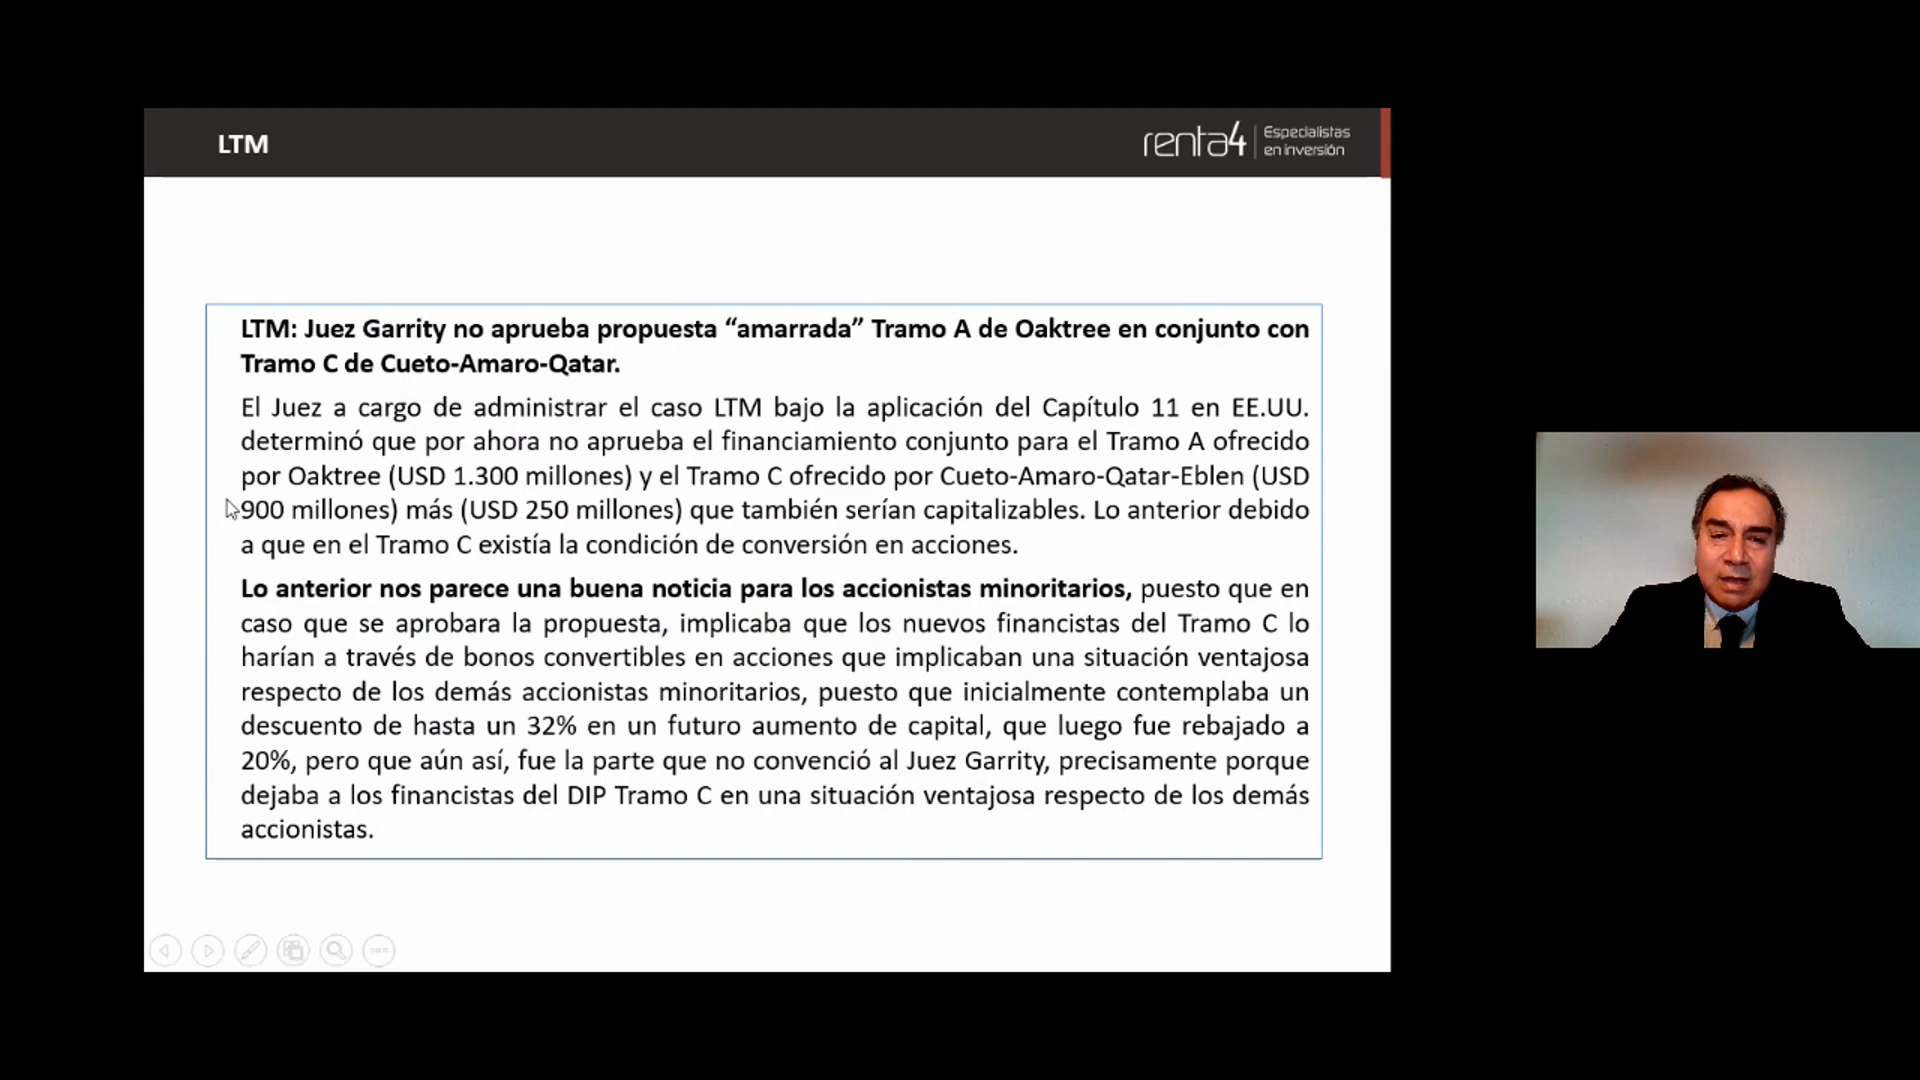 LTM
renta4 Especialistas
en inversión
LTM: Juez Garrity no aprueba propuesta “amarrada” Tramo A de Oaktree en conjunto con
Tramo C de Cueto-Amaro-Qatar.
El Juez a cargo de administrar el caso LTM bajo la aplicación del Capítulo 11 en EE.UU.
determinó que por ahora no aprueba el financiamiento conjunto para el Tramo A ofrecido
por Oaktree (USD 1.300 millones) y el Tramo C ofrecido por Cueto-Amaro-Qatar-Eblen (USD
900 millones) más (USD 250 millones) que también serían capitalizables. Lo anterior debido
a que en el Tramo C existía la condición de conversión en acciones.
Lo anterior nos parece una buena noticia para los accionistas minoritarios, puesto que en
caso que se aprobara la propuesta, implicaba que los nuevos financistas del Tramo C lo
harían a través de bonos convertibles en acciones que implicaban una situación ventajosa
respecto de los demás accionistas minoritarios, puesto que inicialmente contemplaba un
descuento de hasta un 32% en un futuro aumento de capital, que luego fue rebajado a
20%, pero que aún así, fue la parte que no convenció al Juez Garrity, precisamente porque
dejaba a los financistas del DIP Tramo C en una situación ventajosa respecto de los demás
accionistas.